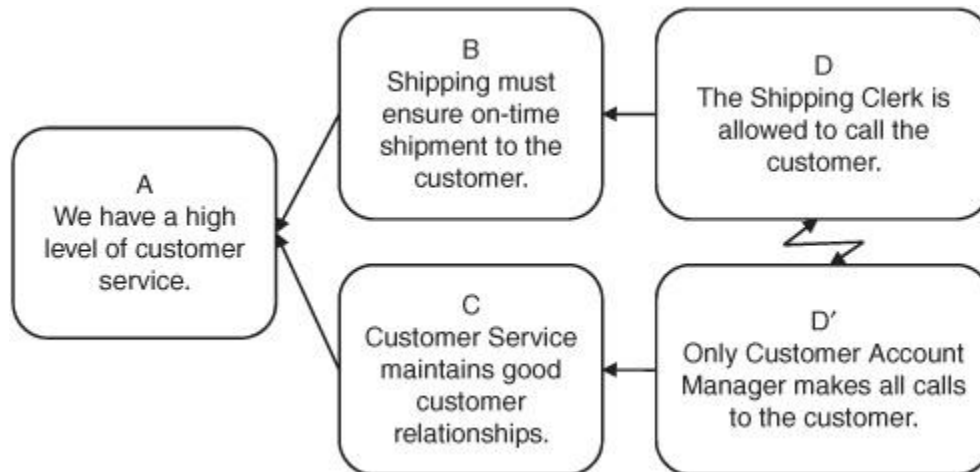 A
We have a high
level of customer
service.
B
Shipping must
ensure on-time
shipment to the
customer.
D
The Shipping Clerk is
allowed to call the
customer.
C
Customer Service
maintains good
customer
relationships.
D′
Only Customer Account
Manager makes all calls
to the customer.